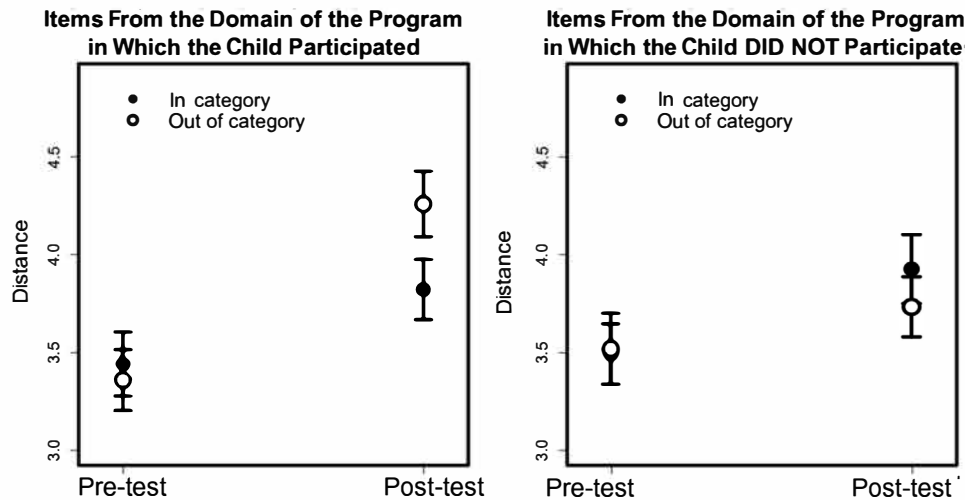 Items From the Domain of the Program
in Which the Child Participated
In category
Out of category
4.5
4.0
3.5
3.0
Distance
Pre-test
Post-test
Items From the Domain of the Program
in Which the Child DID NOT Participate
In category
Out of category
4.5
4.0
3.5
3.0
Distance
Pre-test
Post-test